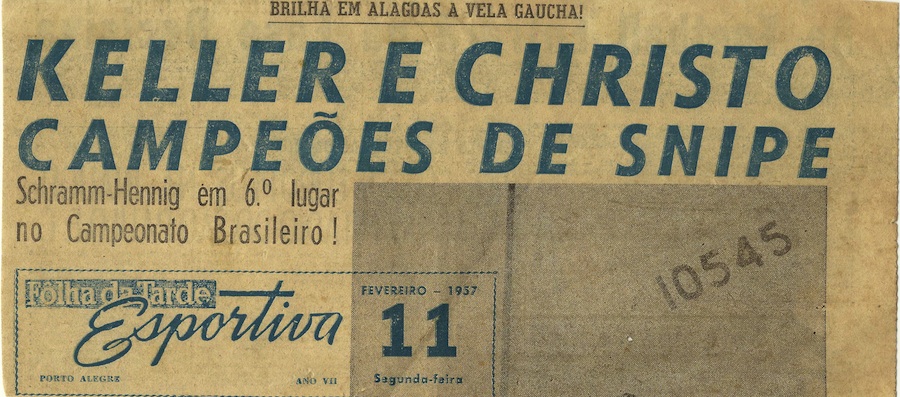 BRILHA EM ALAGOAS A VELA GAUCHA!
KELLER E CHRISTO
CAMPEÕES DE SNIPE
Schramm-Hennig em 6.º lugar
no Campeonato Brasileiro!
10545
Fôlha da Tarde
Esportiva
PORTO ALEGRE
ANO VII
FEVEREIRO - 1957
11
Segunda-feira